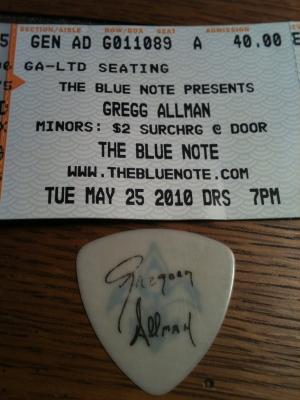 SECTION/AISLE ROW/BOX SEAT ADMISSION
GEN AD G011089 A 40.00
GA-LTD SEATING
THE BLUE NOTE PRESENTS
GREGG ALLMAN
MINORS: $2 SURCHRG @ DOOR
THE BLUE NOTE
WWW.THEBLUENOTE.COM
TUE MAY 25 2010 DRS 7PM
Gregory
Allman